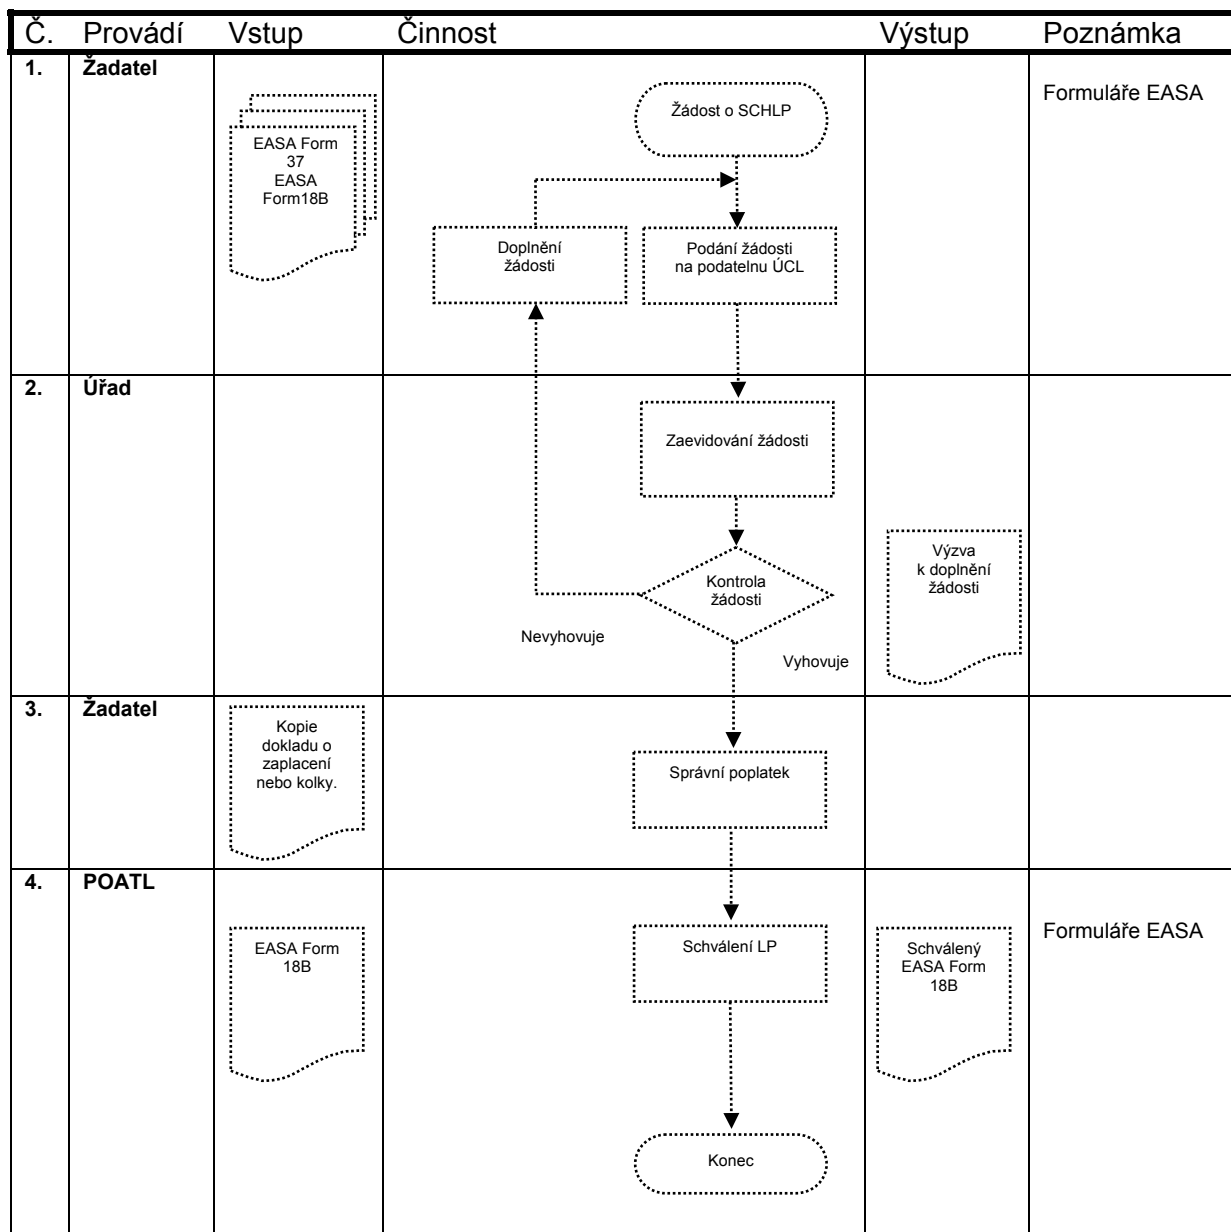 Č. Provádí Vstup Činnost Výstup Poznámka
1. Žadatel
Formuláře EASA
EASA Form
37
EASA
Form18B
Žádost o SCHLP
Doplnění
žádosti
Podání žádosti
na podatelnu ÚCL
2. Úřad
Zaevidování žádosti
Kontrola
žádosti
Nevyhovuje
Vyhovuje
Výzva
k doplnění
žádosti
3. Žadatel
Kopie
dokladu o
zaplacení
nebo kolky.
Správní poplatek
4. POATL
EASA Form
18B
Schválení LP
Schválený
EASA Form
18B
Formuláře EASA
Konec